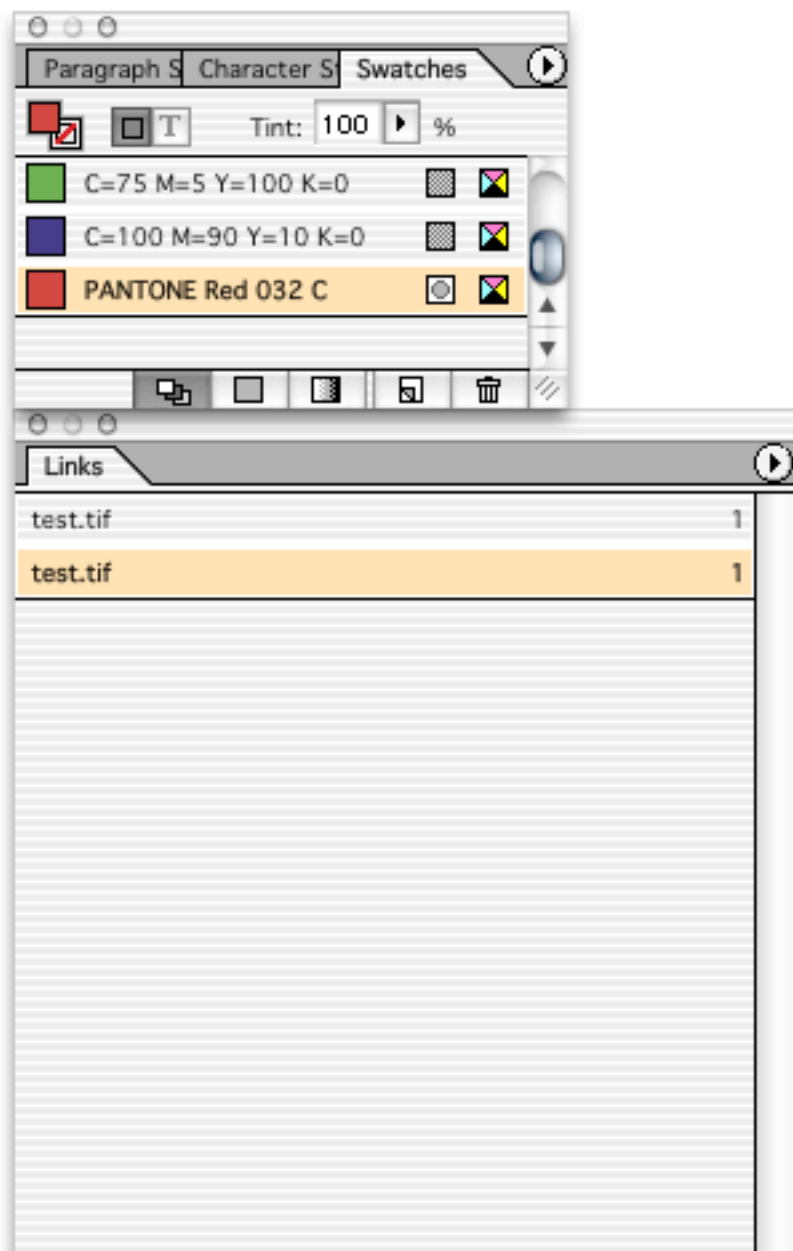 Paragraph S Character S Swatches
T Tint: 100 %
C=75 M=5 Y=100 K=0
C=100 M=90 Y=10 K=0
PANTONE Red 032 C
Links
test.tif 1
test.tif 1